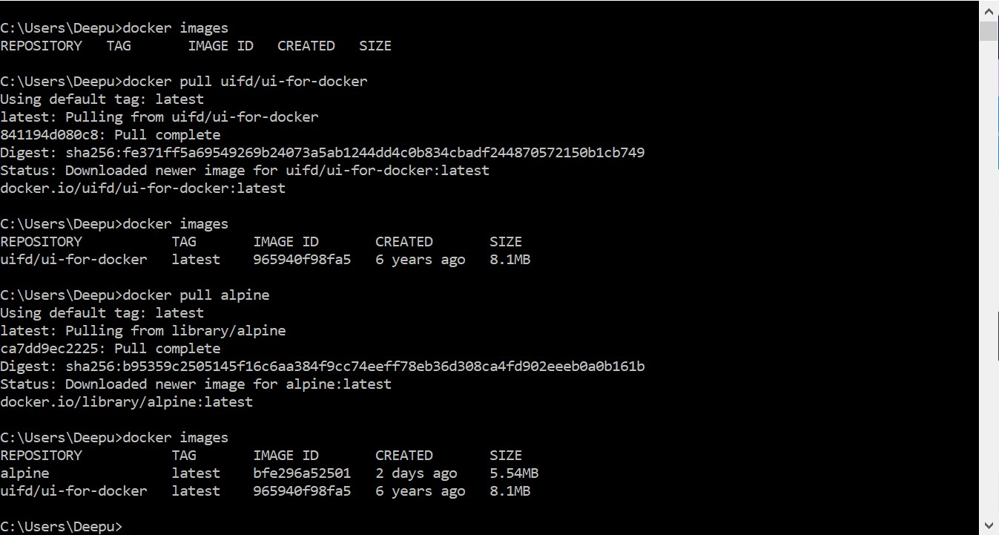 C:\Users\Deepu>docker images
REPOSITORY   TAG       IMAGE ID   CREATED   SIZE
C:\Users\Deepu>docker pull uifd/ui-for-docker
Using default tag: latest
latest: Pulling from uifd/ui-for-docker
841194d080c8: Pull complete
Digest: sha256:fe371ff5a69549269b24073a5ab1244dd4c0b834cbadf244870572150b1cb749
Status: Downloaded newer image for uifd/ui-for-docker:latest
docker.io/uifd/ui-for-docker:latest
C:\Users\Deepu>docker images
REPOSITORY           TAG       IMAGE ID       CREATED       SIZE
uifd/ui-for-docker   latest    965940f98fa5   6 years ago   8.1MB
C:\Users\Deepu>docker pull alpine
Using default tag: latest
latest: Pulling from library/alpine
ca7dd9ec2225: Pull complete
Digest: sha256:b95359c2505145f16c6aa384f9cc74eeff78eb36d308ca4fd902eeeb0a0b161b
Status: Downloaded newer image for alpine:latest
docker.io/library/alpine:latest
C:\Users\Deepu>docker images
REPOSITORY           TAG       IMAGE ID       CREATED       SIZE
alpine               latest    bfe296a52501   2 days ago    5.54MB
uifd/ui-for-docker   latest    965940f98fa5   6 years ago   8.1MB
C:\Users\Deepu>